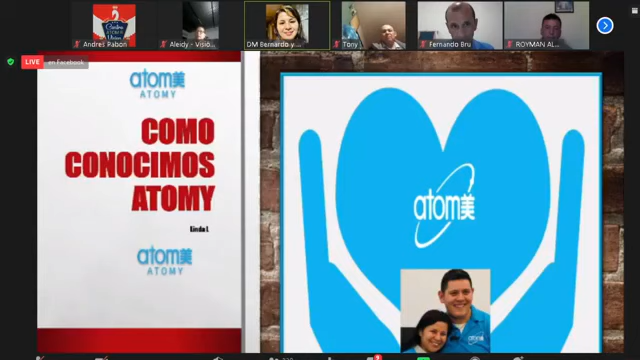 Andres Pabon
Aleidy - Visió...
DM Bernardo y ...
Tony
Fernando Bru
ROYMAN AL...
LIVE
en Facebook
atom美
ATOMY
COMO
CONOCIMOS
ATOMY
Linda I.
atom美
ATOMY
atom美